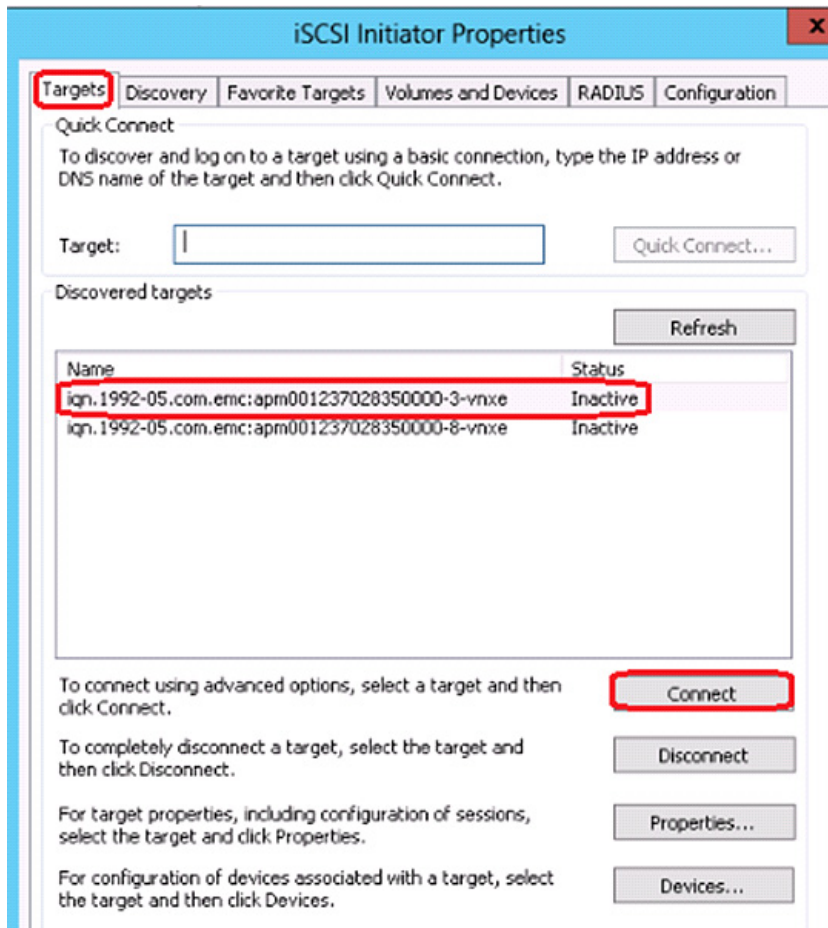 iSCSI Initiator Properties
x
Targets Discovery Favorite Targets Volumes and Devices RADIUS Configuration
Quick Connect
To discover and log on to a target using a basic connection, type the IP address or
DNS name of the target and then click Quick Connect.
Target: Quick Connect...
Discovered targets
Refresh
Name Status
iqn.1992-05.com.emc:apm001237028350000-3-vnxe Inactive
iqn.1992-05.com.emc:apm001237028350000-8-vnxe Inactive
To connect using advanced options, select a target and then
click Connect.
Connect
To completely disconnect a target, select the target and
then click Disconnect.
Disconnect
For target properties, including configuration of sessions,
select the target and click Properties.
Properties...
For configuration of devices associated with a target, select
the target and then click Devices.
Devices...